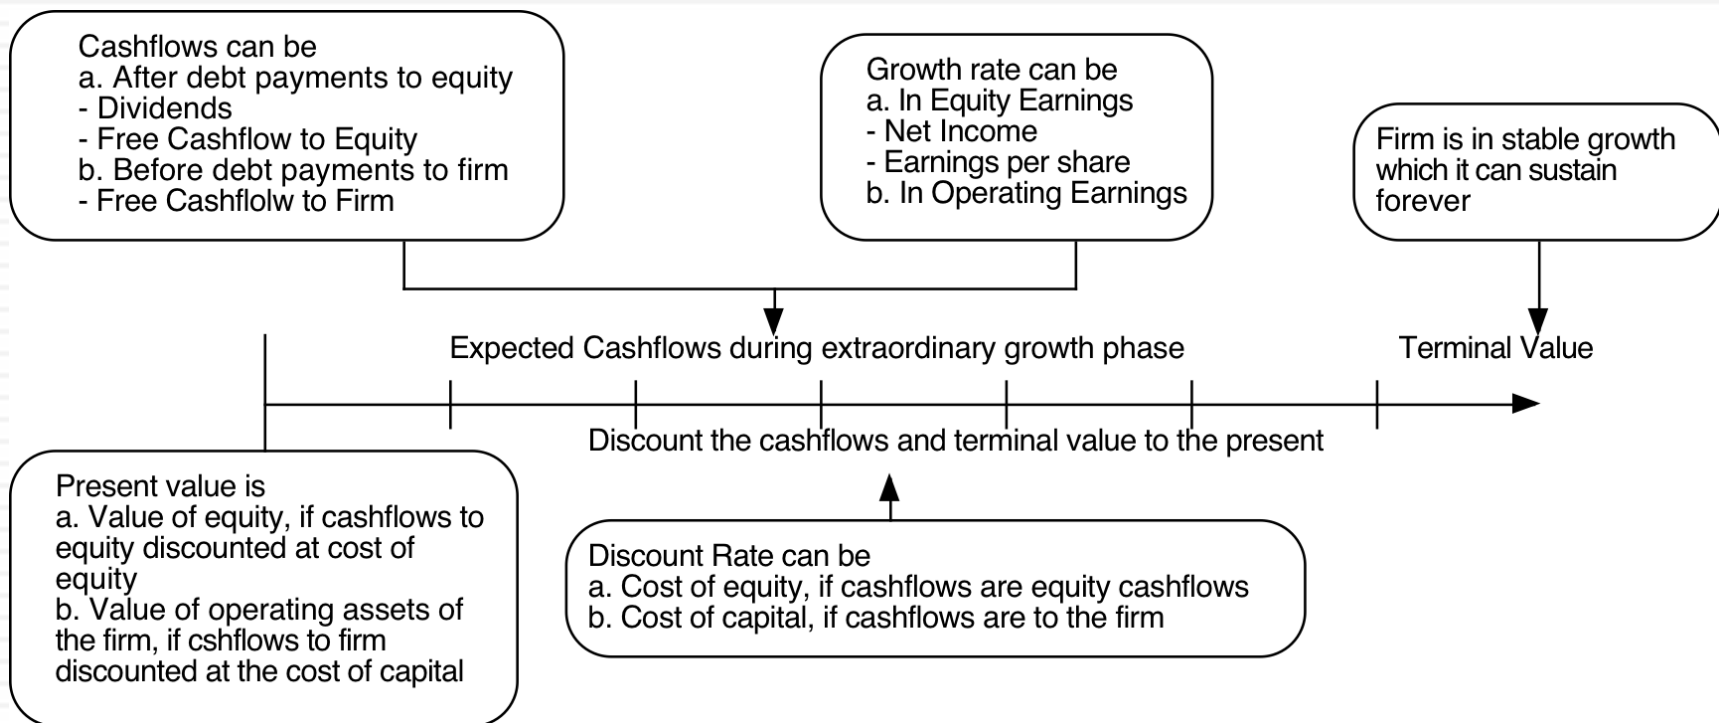 Cashflows can be
a. After debt payments to equity
- Dividends
- Free Cashflow to Equity
b. Before debt payments to firm
- Free Cashflolw to Firm
Growth rate can be
a. In Equity Earnings
- Net Income
- Earnings per share
b. In Operating Earnings
Firm is in stable growth
which it can sustain
forever
Expected Cashflows during extraordinary growth phase
Terminal Value
Discount the cashflows and terminal value to the present
Present value is
a. Value of equity, if cashflows to
equity discounted at cost of
equity
b. Value of operating assets of
the firm, if cshflows to firm
discounted at the cost of capital
Discount Rate can be
a. Cost of equity, if cashflows are equity cashflows
b. Cost of capital, if cashflows are to the firm